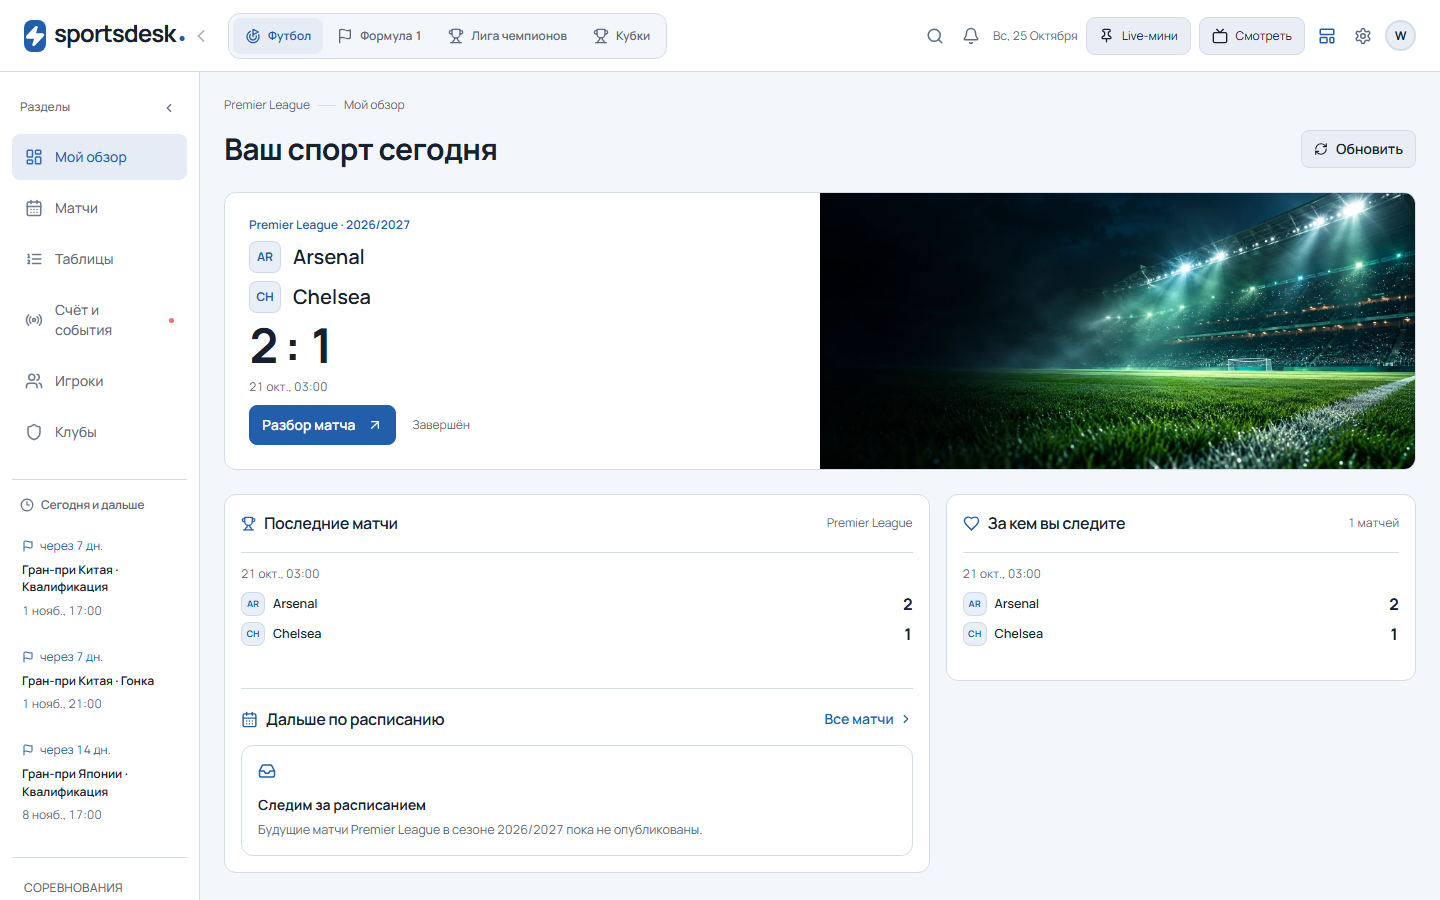 sportsdesk.
Футбол
Формула 1
Лига чемпионов
Кубки
Вс, 25 Октября
Live-мини
Смотреть
W
Разделы
Мой обзор
Матчи
Таблицы
Счёт и
события
Игроки
Клубы
Сегодня и дальше
через 7 дн.
Гран-при Китая ·
Квалификация
1 нояб., 17:00
через 7 дн.
Гран-при Китая · Гонка
1 нояб., 21:00
через 14 дн.
Гран-при Японии ·
Квалификация
8 нояб., 17:00
СОРЕВНОВАНИЯ
Premier League — Мой обзор
Ваш спорт сегодня
Обновить
Premier League · 2026/2027
AR Arsenal
CH Chelsea
2 : 1
21 окт., 03:00
Разбор матча
Завершён
Последние матчи
Premier League
21 окт., 03:00
AR Arsenal 2
CH Chelsea 1
Дальше по расписанию
Все матчи
Следим за расписанием
Будущие матчи Premier League в сезоне 2026/2027 пока не опубликованы.
За кем вы следите
1 матчей
21 окт., 03:00
AR Arsenal 2
CH Chelsea 1